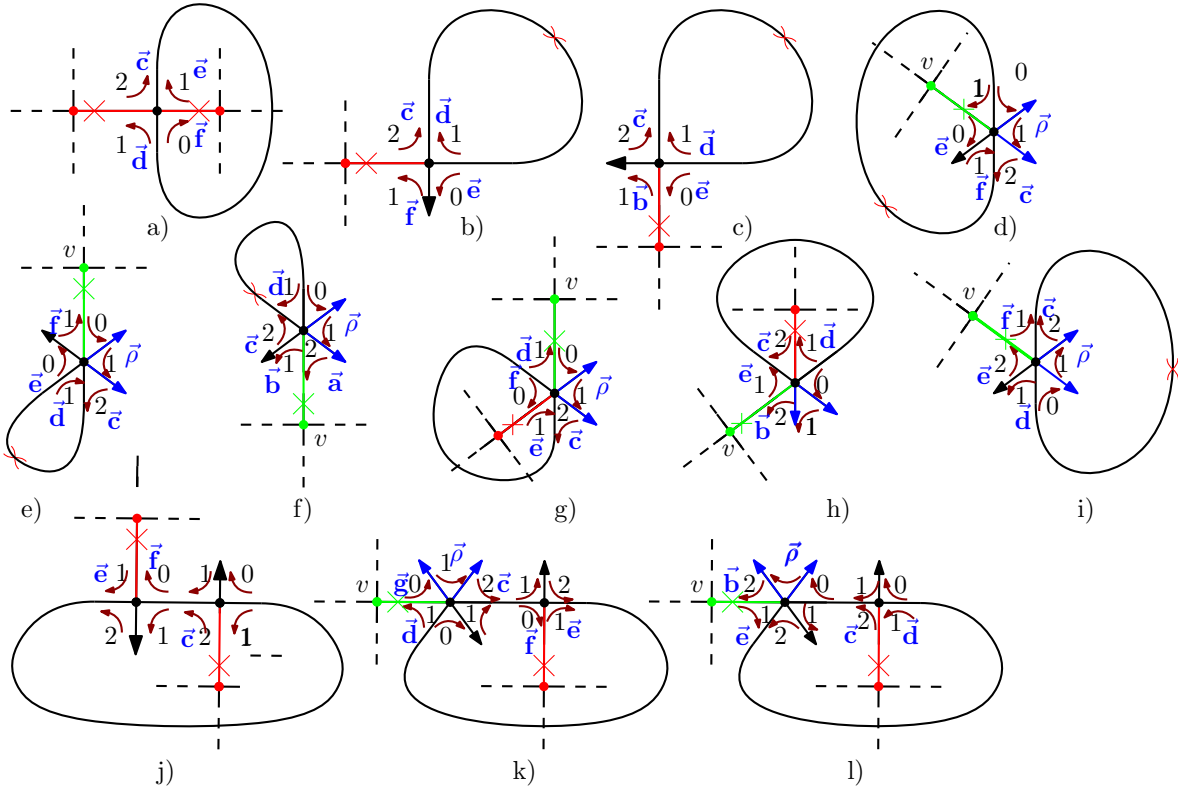 2 c⃗ 1 e⃗
1 d⃗ 0 f⃗
a)
c⃗ d⃗
2 1
1 0 e⃗
f⃗
b)
c⃗
2 1 d⃗
1 0 e⃗
b⃗
c)
v 0
1
0 1 ρ⃗
e⃗
1 2
f⃗ c⃗
d)
v
f⃗ 1 0
0 1 ρ⃗
e⃗
1 2
d⃗ c⃗
e)
d⃗ 1 0
2 1 ρ⃗
c⃗ 1 2
b⃗ a⃗
v
f)
v
d⃗ 1 0
f⃗
0 1 ρ⃗
1 2
e⃗ c⃗
g)
c⃗ 2 1 d⃗
e⃗ 1 0
2
b⃗ 1
v
h)
v
f⃗ 1 c⃗ 2
2 1 ρ⃗
e⃗
1 0
d⃗
i)
e⃗ 1 f⃗ 0 1 0
2 1 c⃗ 2 1
j)
v g⃗ 0 1 ρ⃗ 2 c⃗ 1 2
d⃗ 1 0 1 0 1 e⃗
f⃗
k)
v b⃗ 2 ρ⃗ 0 1 0
e⃗ 1 2 1 2 1 d⃗
c⃗
l)